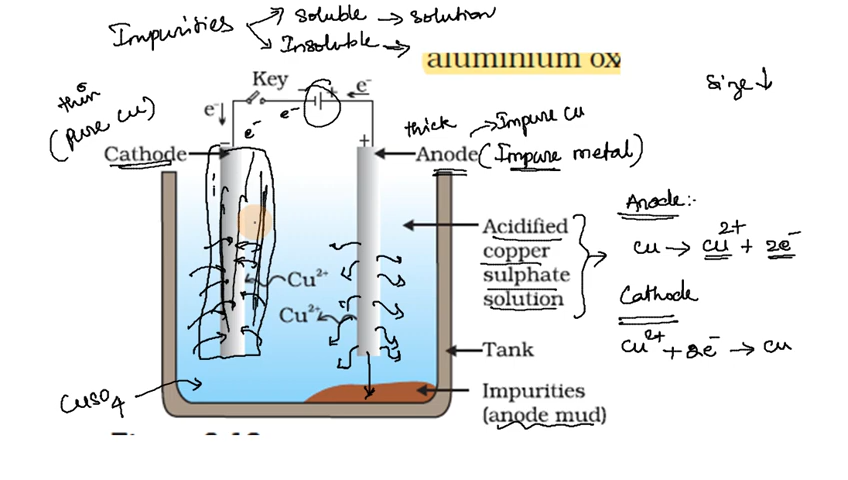 Impurities
soluble → solution
Insoluble →
aluminium ox
size ↓
thin
(pure Cu)
Key
e⁻
e⁻
e⁻
+
e⁻
thick
→ Impure Cu
Cathode
−
+
Anode (Impure metal)
Anode:-
Cu → Cu²⁺ + 2e⁻
Acidified
copper
sulphate
solution
Cu²⁺
Cu²⁺
Cathode
Cu²⁺ + 2e⁻ → Cu
Tank
CuSO₄
Impurities
(anode mud)